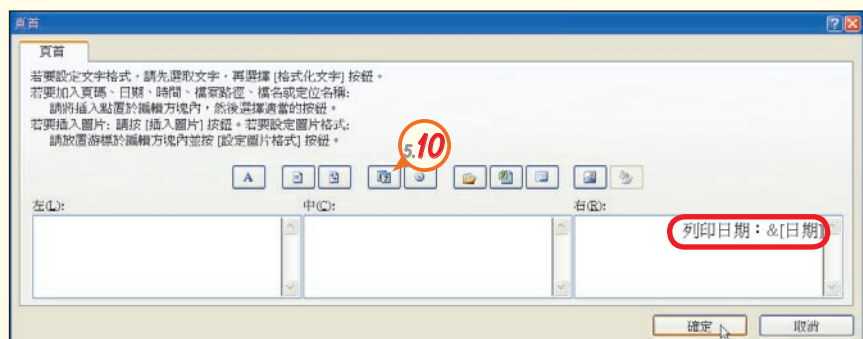 頁首
頁首
若要設定文字格式，請先選取文字，再選擇 [格式化文字] 按鈕。
若要加入頁碼、日期、時間、檔案路徑、檔名或定位名稱:
請將插入點置於編輯方塊內，然後選擇適當的按鈕。
若要插入圖片: 請按 [插入圖片] 按鈕。若要設定圖片格式:
請放置游標於編輯方塊內並按 [設定圖片格式] 按鈕。
5.10
A
左(L):
中(C):
右(R):
列印日期：&[日期]
確定
取消